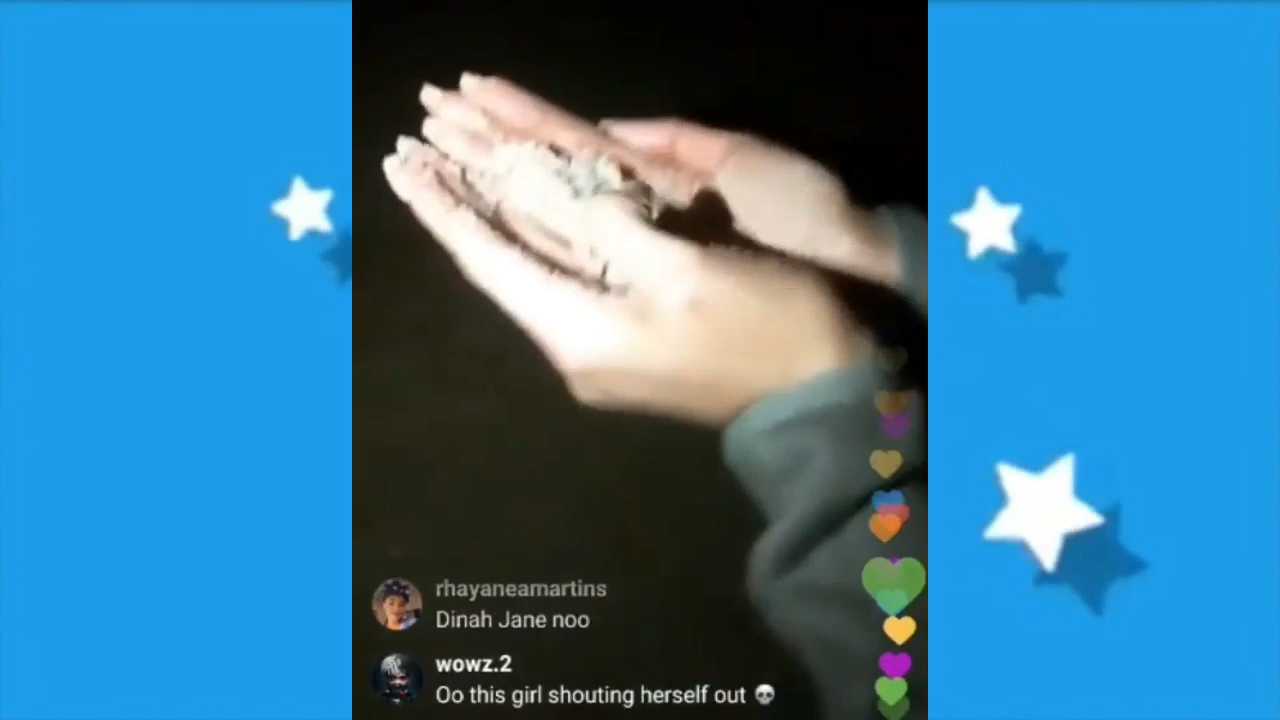 rhayaneamartins
Dinah Jane noo
wowz.2
Oo this girl shouting herself out 💀